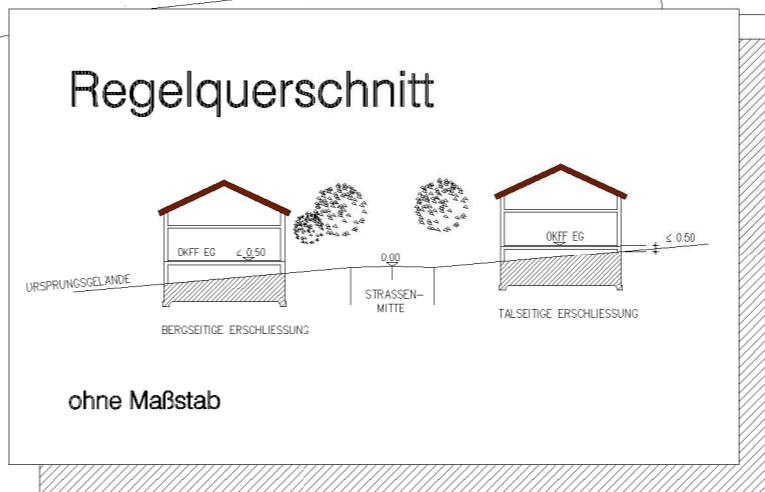 Regelquerschnitt
OKFF EG ≤ 0.50
OKFF EG
≤ 0.50
0.00
URSPRUNGSGELÄNDE
STRASSEN-
MITTE
BERGSEITIGE ERSCHLIESSUNG
TALSEITIGE ERSCHLIESSUNG
ohne Maßstab